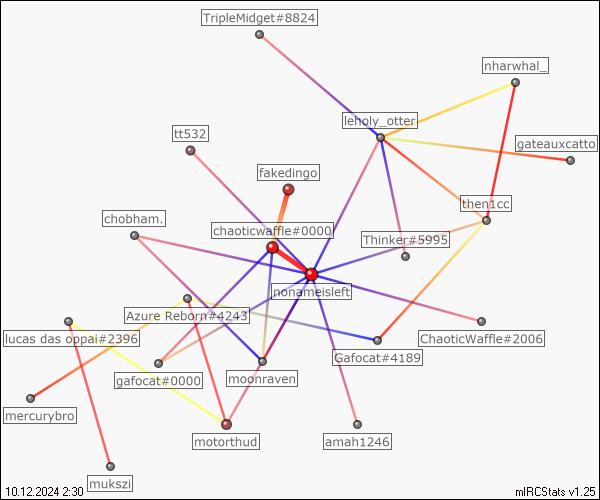 TripleMidget#8824
nharwhal_
leholy_otter
tt532
gateauxcatto
fakedingo
then1cc
chobham.
chaoticwaffle#0000
Thinker#5995
nonameisleft
Azure Reborn#4243
lucas das oppai#2396
ChaoticWaffle#2006
Gafocat#4189
gafocat#0000
moonraven
mercurybro
motorthud
amah1246
mukszi
10.12.2024 2:30
mIRCStats v1.25